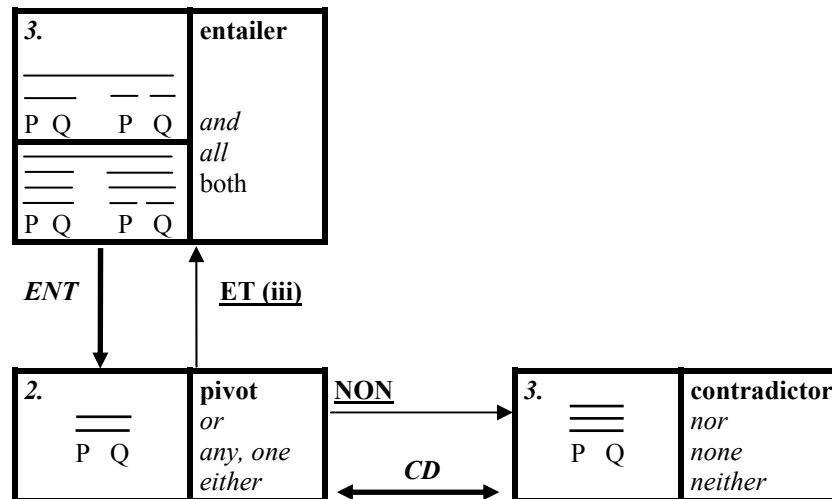 3. entailer
P Q P Q and
all
both
P Q P Q
ENT ET (iii)
2. pivot NON 3. contradictor
or nor
P Q any, one P Q none
either CD neither